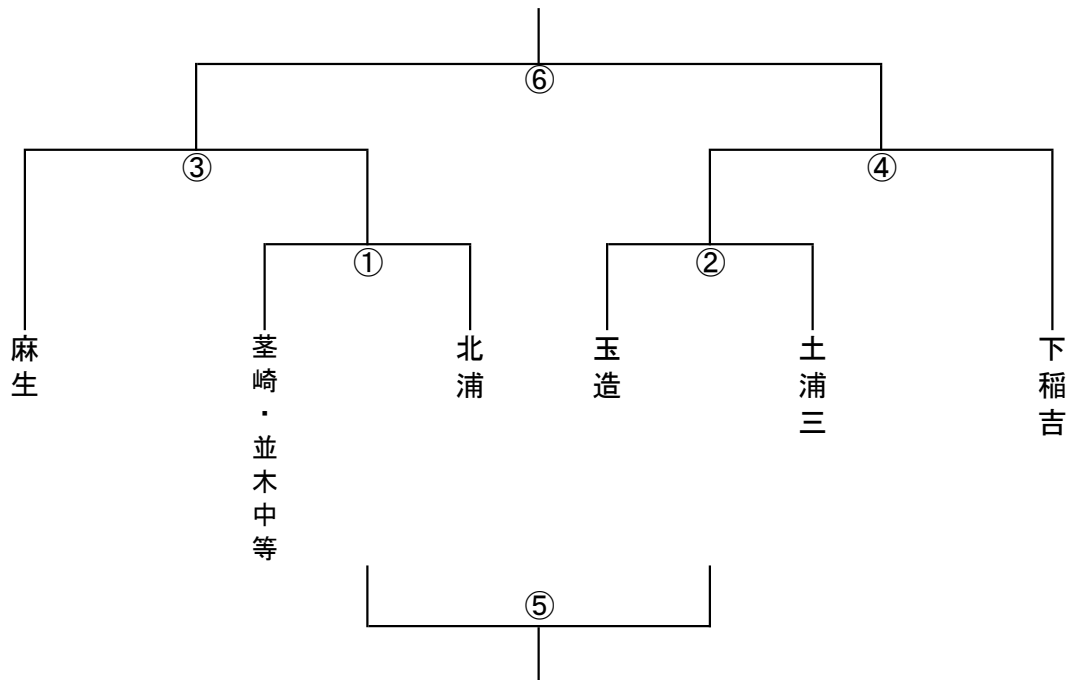 ⑥
③
④
①
②
麻生
茎崎・並木中等
北浦
玉造
土浦三
下稲吉
⑤